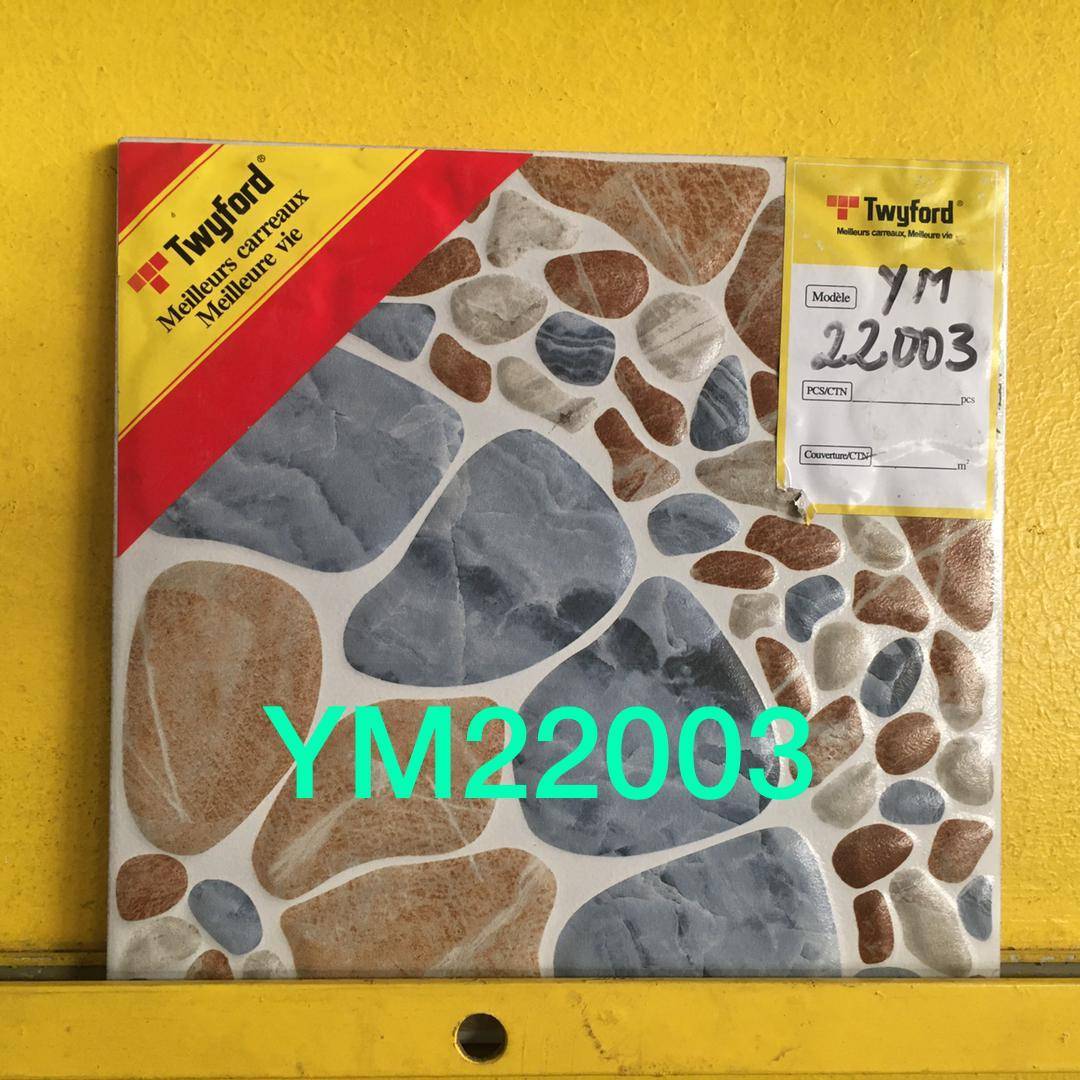 Twyford®
Meilleurs carreaux
Meilleure vie
Twyford®
Meilleurs carreaux, Meilleure vie
Modèle YM
22003
PCS/CTN pcs
Couverture/CTN m²
YM22003